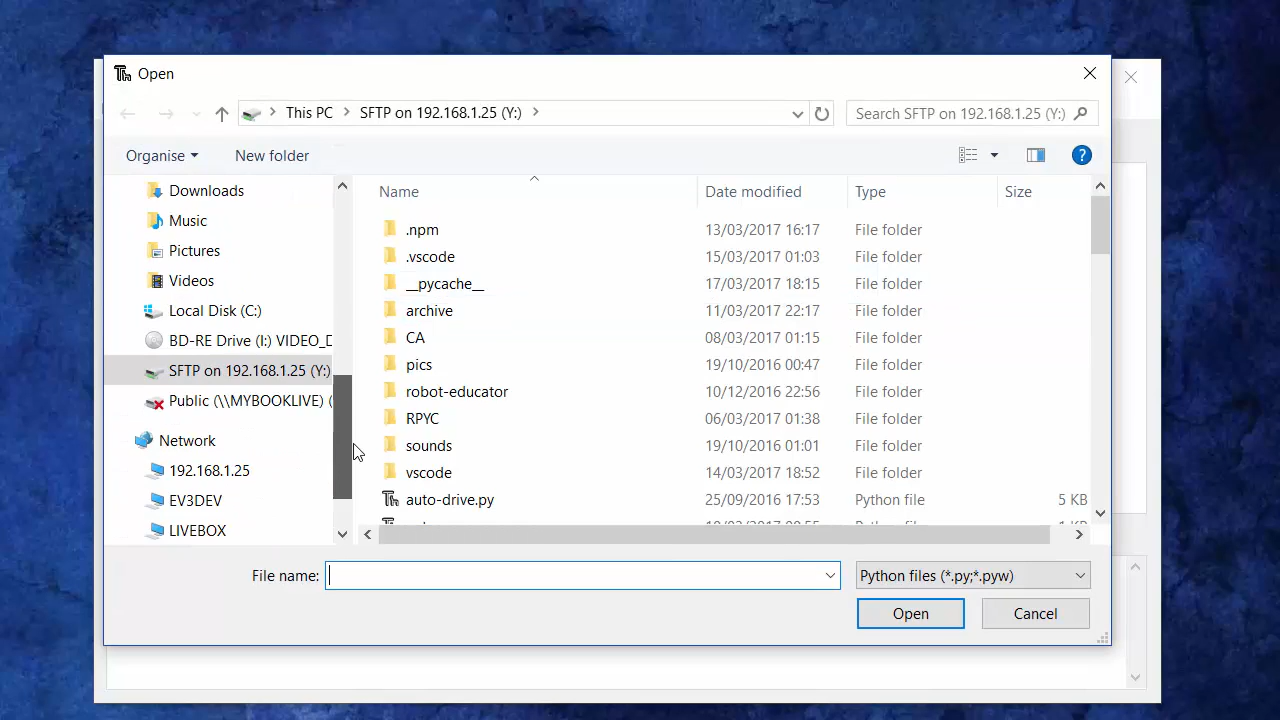 Open
This PC SFTP on 192.168.1.25 (Y:)
Search SFTP on 192.168.1.25 (Y:)
Organise New folder
Downloads
Music
Pictures
Videos
Local Disk (C:)
BD-RE Drive (I:) VIDEO_D
SFTP on 192.168.1.25 (Y:)
Public (\\MYBOOKLIVE) (
Network
192.168.1.25
EV3DEV
LIVEBOX
Name Date modified Type Size
.npm 13/03/2017 16:17 File folder
.vscode 15/03/2017 01:03 File folder
__pycache__ 17/03/2017 18:15 File folder
archive 11/03/2017 22:17 File folder
CA 08/03/2017 01:15 File folder
pics 19/10/2016 00:47 File folder
robot-educator 10/12/2016 22:56 File folder
RPYC 06/03/2017 01:38 File folder
sounds 19/10/2016 01:01 File folder
vscode 14/03/2017 18:52 File folder
auto-drive.py 25/09/2016 17:53 Python file 5 KB
File name: Python files (*.py;*.pyw)
Open Cancel